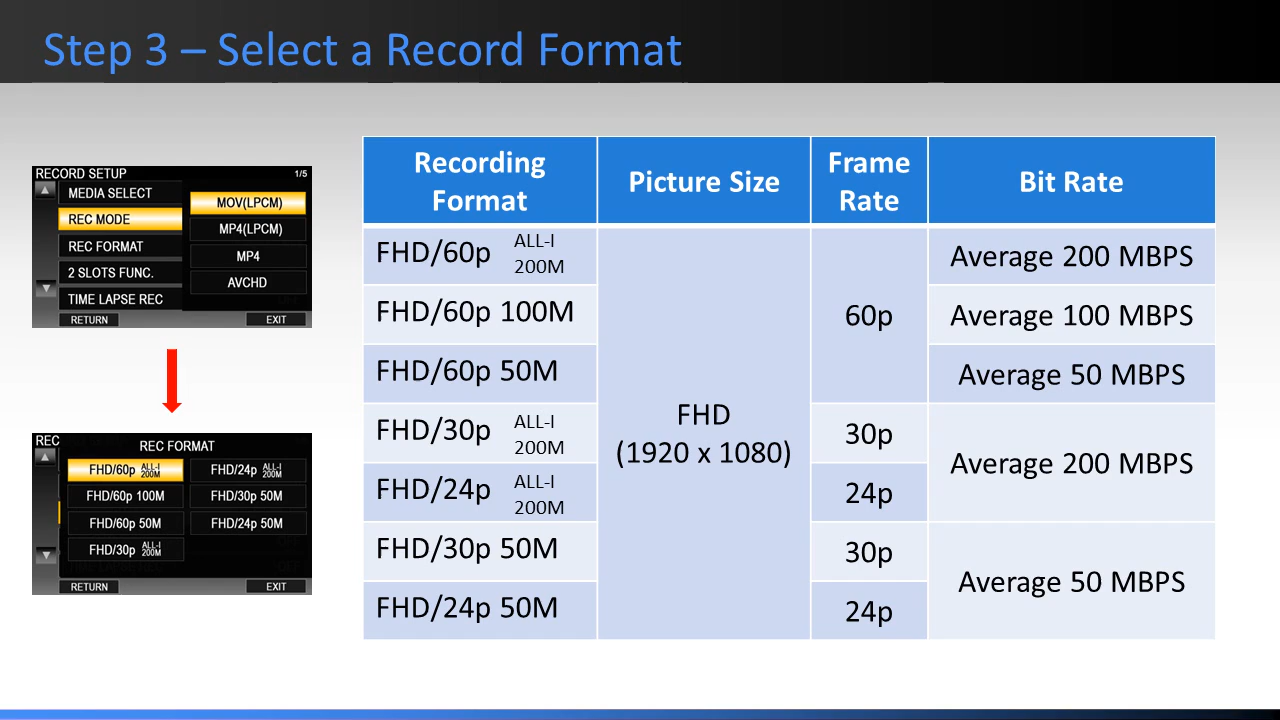 Step 3 – Select a Record Format
RECORD SETUP 1/5
MEDIA SELECT
REC MODE
REC FORMAT
2 SLOTS FUNC.
TIME LAPSE REC
MOV(LPCM)
MP4(LPCM)
MP4
AVCHD
RETURN EXIT
REC
REC FORMAT
FHD/60p ALL-I 200M FHD/24p ALL-I 200M
FHD/60p 100M FHD/30p 50M
FHD/60p 50M FHD/24p 50M
FHD/30p ALL-I 200M
RETURN EXIT
Recording Format
Picture Size
Frame Rate
Bit Rate
FHD/60p ALL-I 200M
FHD/60p 100M
FHD/60p 50M
FHD/30p ALL-I 200M
FHD/24p ALL-I 200M
FHD/30p 50M
FHD/24p 50M
FHD
(1920 x 1080)
60p
30p
24p
30p
24p
Average 200 MBPS
Average 100 MBPS
Average 50 MBPS
Average 200 MBPS
Average 50 MBPS